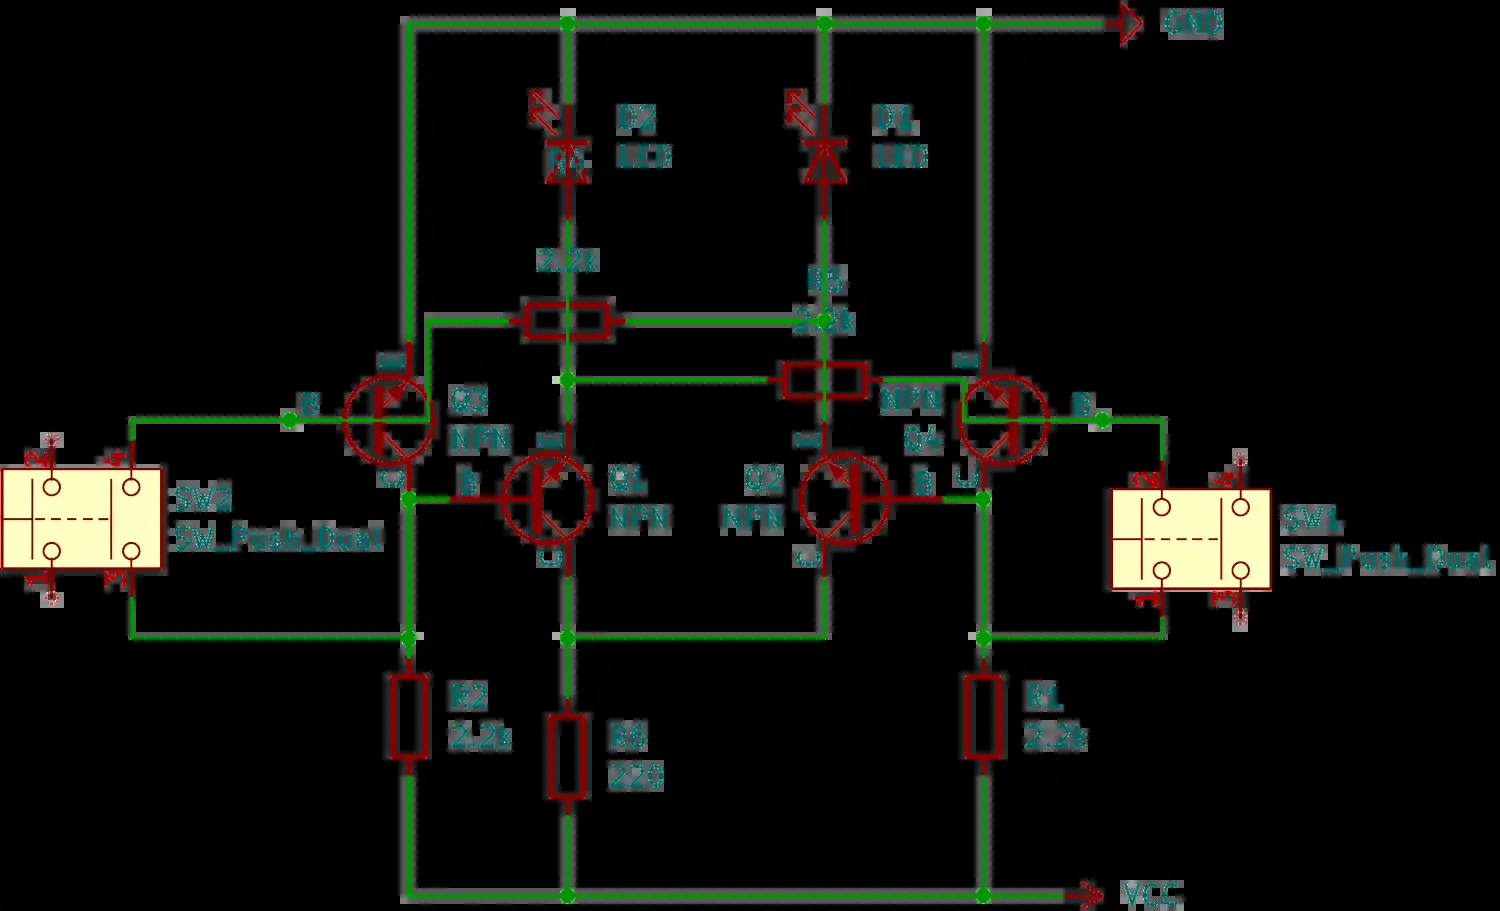 GND
D2
LED
D1
LED
R4
2.2k
R5
2.2k
E
E
B
Q3
NPN
NPN
Q4
B
C
C
E
E
2
4
B
Q1
NPN
Q2
NPN
B
2
4
SW2
SW_Push_Dual
SW1
SW_Push_Dual
C
C
1
3
1
3
R2
2.2k
R6
220
R1
2.2k
VCC